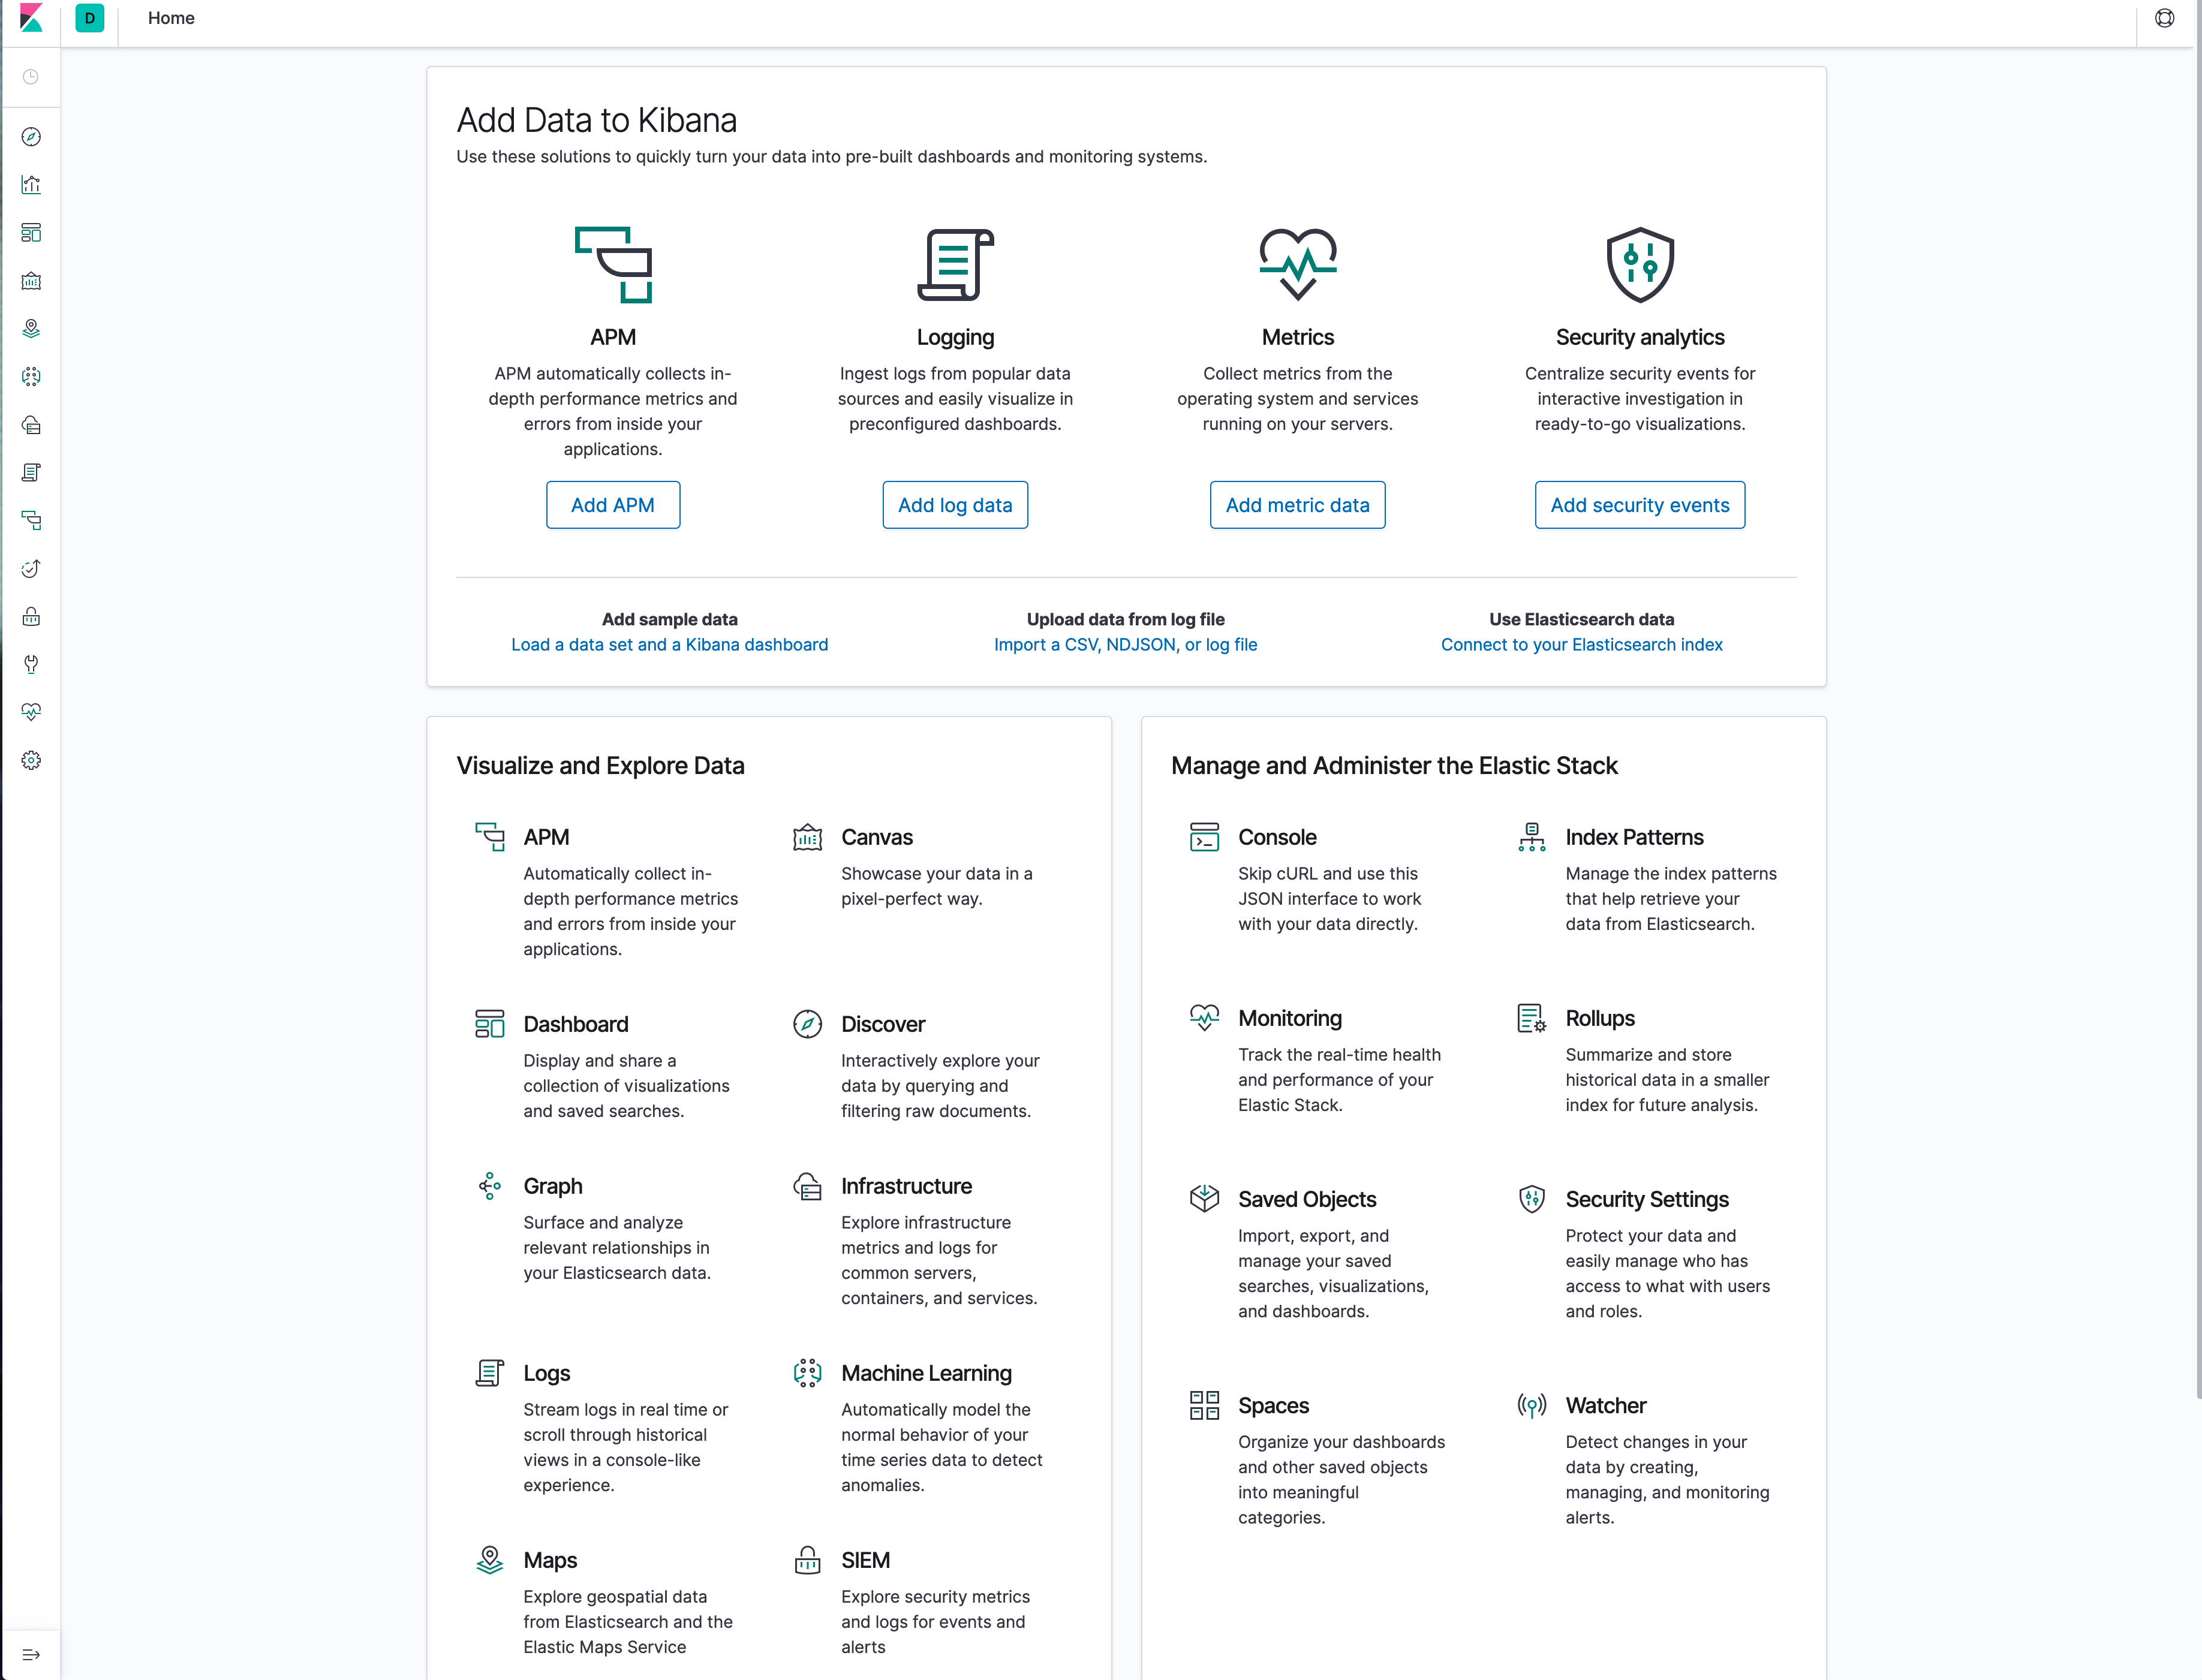 D
Home
Add Data to Kibana
Use these solutions to quickly turn your data into pre-built dashboards and monitoring systems.
APM
APM automatically collects in-
depth performance metrics and
errors from inside your
applications.
Add APM
Logging
Ingest logs from popular data
sources and easily visualize in
preconfigured dashboards.
Add log data
Metrics
Collect metrics from the
operating system and services
running on your servers.
Add metric data
Security analytics
Centralize security events for
interactive investigation in
ready-to-go visualizations.
Add security events
Add sample data
Load a data set and a Kibana dashboard
Upload data from log file
Import a CSV, NDJSON, or log file
Use Elasticsearch data
Connect to your Elasticsearch index
Visualize and Explore Data
APM
Automatically collect in-
depth performance metrics
and errors from inside your
applications.
Canvas
Showcase your data in a
pixel-perfect way.
Dashboard
Display and share a
collection of visualizations
and saved searches.
Discover
Interactively explore your
data by querying and
filtering raw documents.
Graph
Surface and analyze
relevant relationships in
your Elasticsearch data.
Infrastructure
Explore infrastructure
metrics and logs for
common servers,
containers, and services.
Logs
Stream logs in real time or
scroll through historical
views in a console-like
experience.
Machine Learning
Automatically model the
normal behavior of your
time series data to detect
anomalies.
Maps
Explore geospatial data
from Elasticsearch and the
Elastic Maps Service
SIEM
Explore security metrics
and logs for events and
alerts
Manage and Administer the Elastic Stack
Console
Skip cURL and use this
JSON interface to work
with your data directly.
Index Patterns
Manage the index patterns
that help retrieve your
data from Elasticsearch.
Monitoring
Track the real-time health
and performance of your
Elastic Stack.
Rollups
Summarize and store
historical data in a smaller
index for future analysis.
Saved Objects
Import, export, and
manage your saved
searches, visualizations,
and dashboards.
Security Settings
Protect your data and
easily manage who has
access to what with users
and roles.
Spaces
Organize your dashboards
and other saved objects
into meaningful
categories.
Watcher
Detect changes in your
data by creating,
managing, and monitoring
alerts.